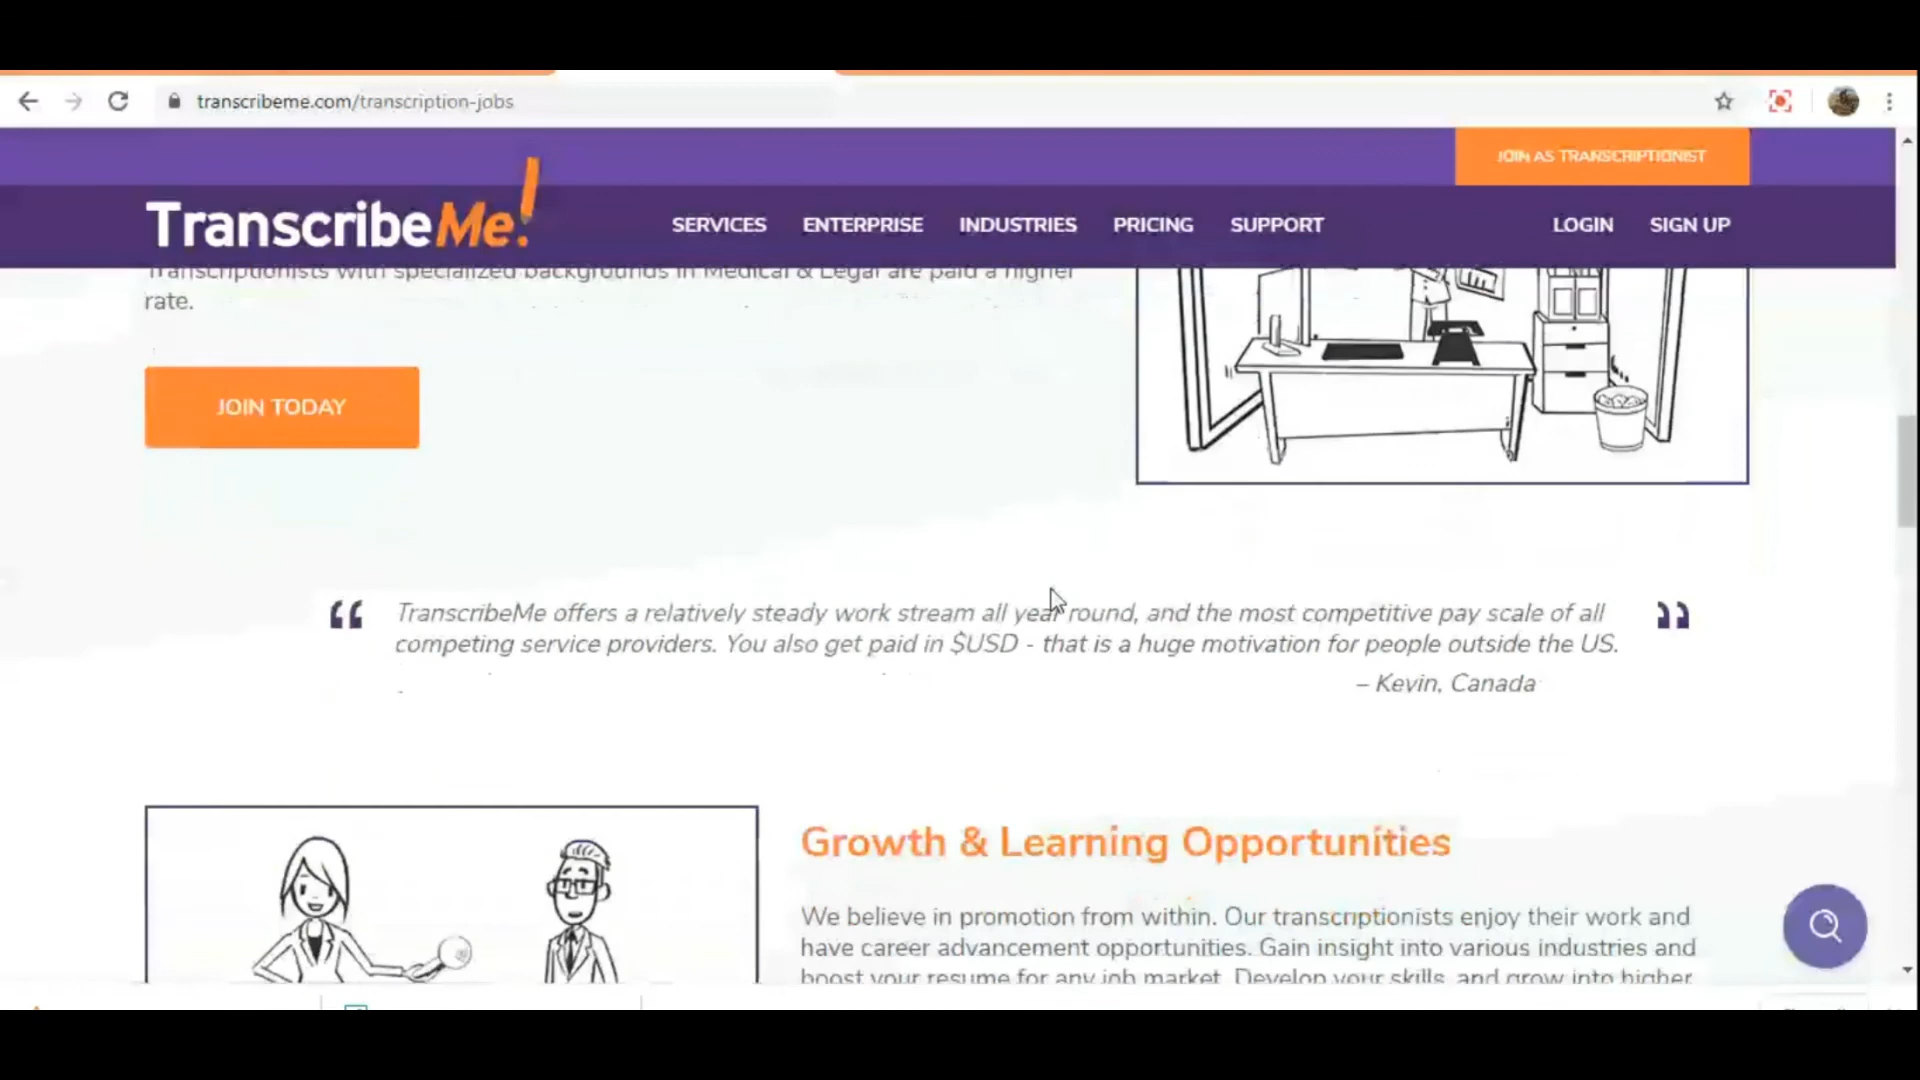 transcribeme.com/transcription-jobs
JOIN AS TRANSCRIPTIONIST
TranscribeMe!
SERVICES ENTERPRISE INDUSTRIES PRICING SUPPORT LOGIN SIGN UP
Transcriptionists with specialized backgrounds in Medical & Legal are paid a higher
rate.
JOIN TODAY
“ TranscribeMe offers a relatively steady work stream all year round, and the most competitive pay scale of all ”
competing service providers. You also get paid in $USD - that is a huge motivation for people outside the US.
– Kevin, Canada
Growth & Learning Opportunities
We believe in promotion from within. Our transcriptionists enjoy their work and
have career advancement opportunities. Gain insight into various industries and
boost your resume for any job market. Develop your skills, and grow into higher